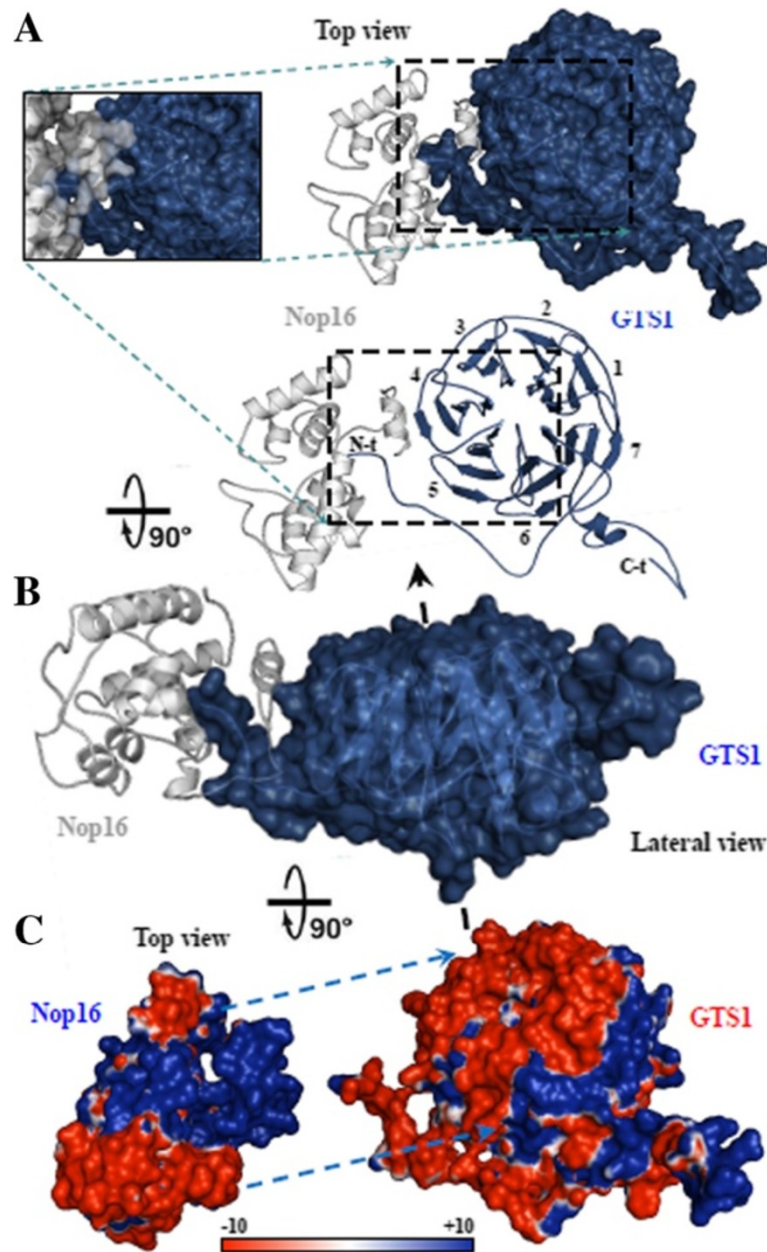 A
Top view
Nop16
GTS1
2
3
1
4
N-t
7
5
6
C-t
90°
B
GTS1
Nop16
Lateral view
90°
C
Top view
Nop16
GTS1
-10
+10